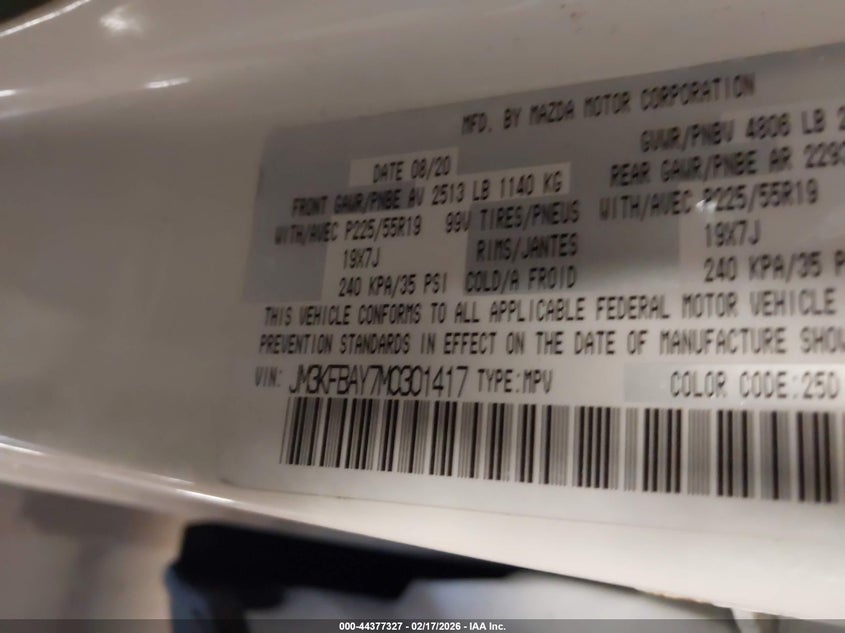 MFD. BY MAZDA MOTOR CORPORATION
DATE 08/20
GVWR/PNBV 4806 LB
FRONT GAWR/PNBE AV 2513 LB 1140 KG
REAR GAWR/PNBE AR 2293
WITH/AVEC P225/55R19 99V TIRES/PNEUS WITH/AVEC P225/55R19
19X7J RIMS/JANTES 19X7J
240 KPA/35 PSI COLD/A FROID 240 KPA/35
THIS VEHICLE CONFORMS TO ALL APPLICABLE FEDERAL MOTOR VEHICLE
PREVENTION STANDARDS IN EFFECT ON THE DATE OF MANUFACTURE
VIN: JM3KFBAY7M0301417 TYPE:MPV COLOR CODE:25D
000-44377327 - 02/17/2026 - IAA Inc.